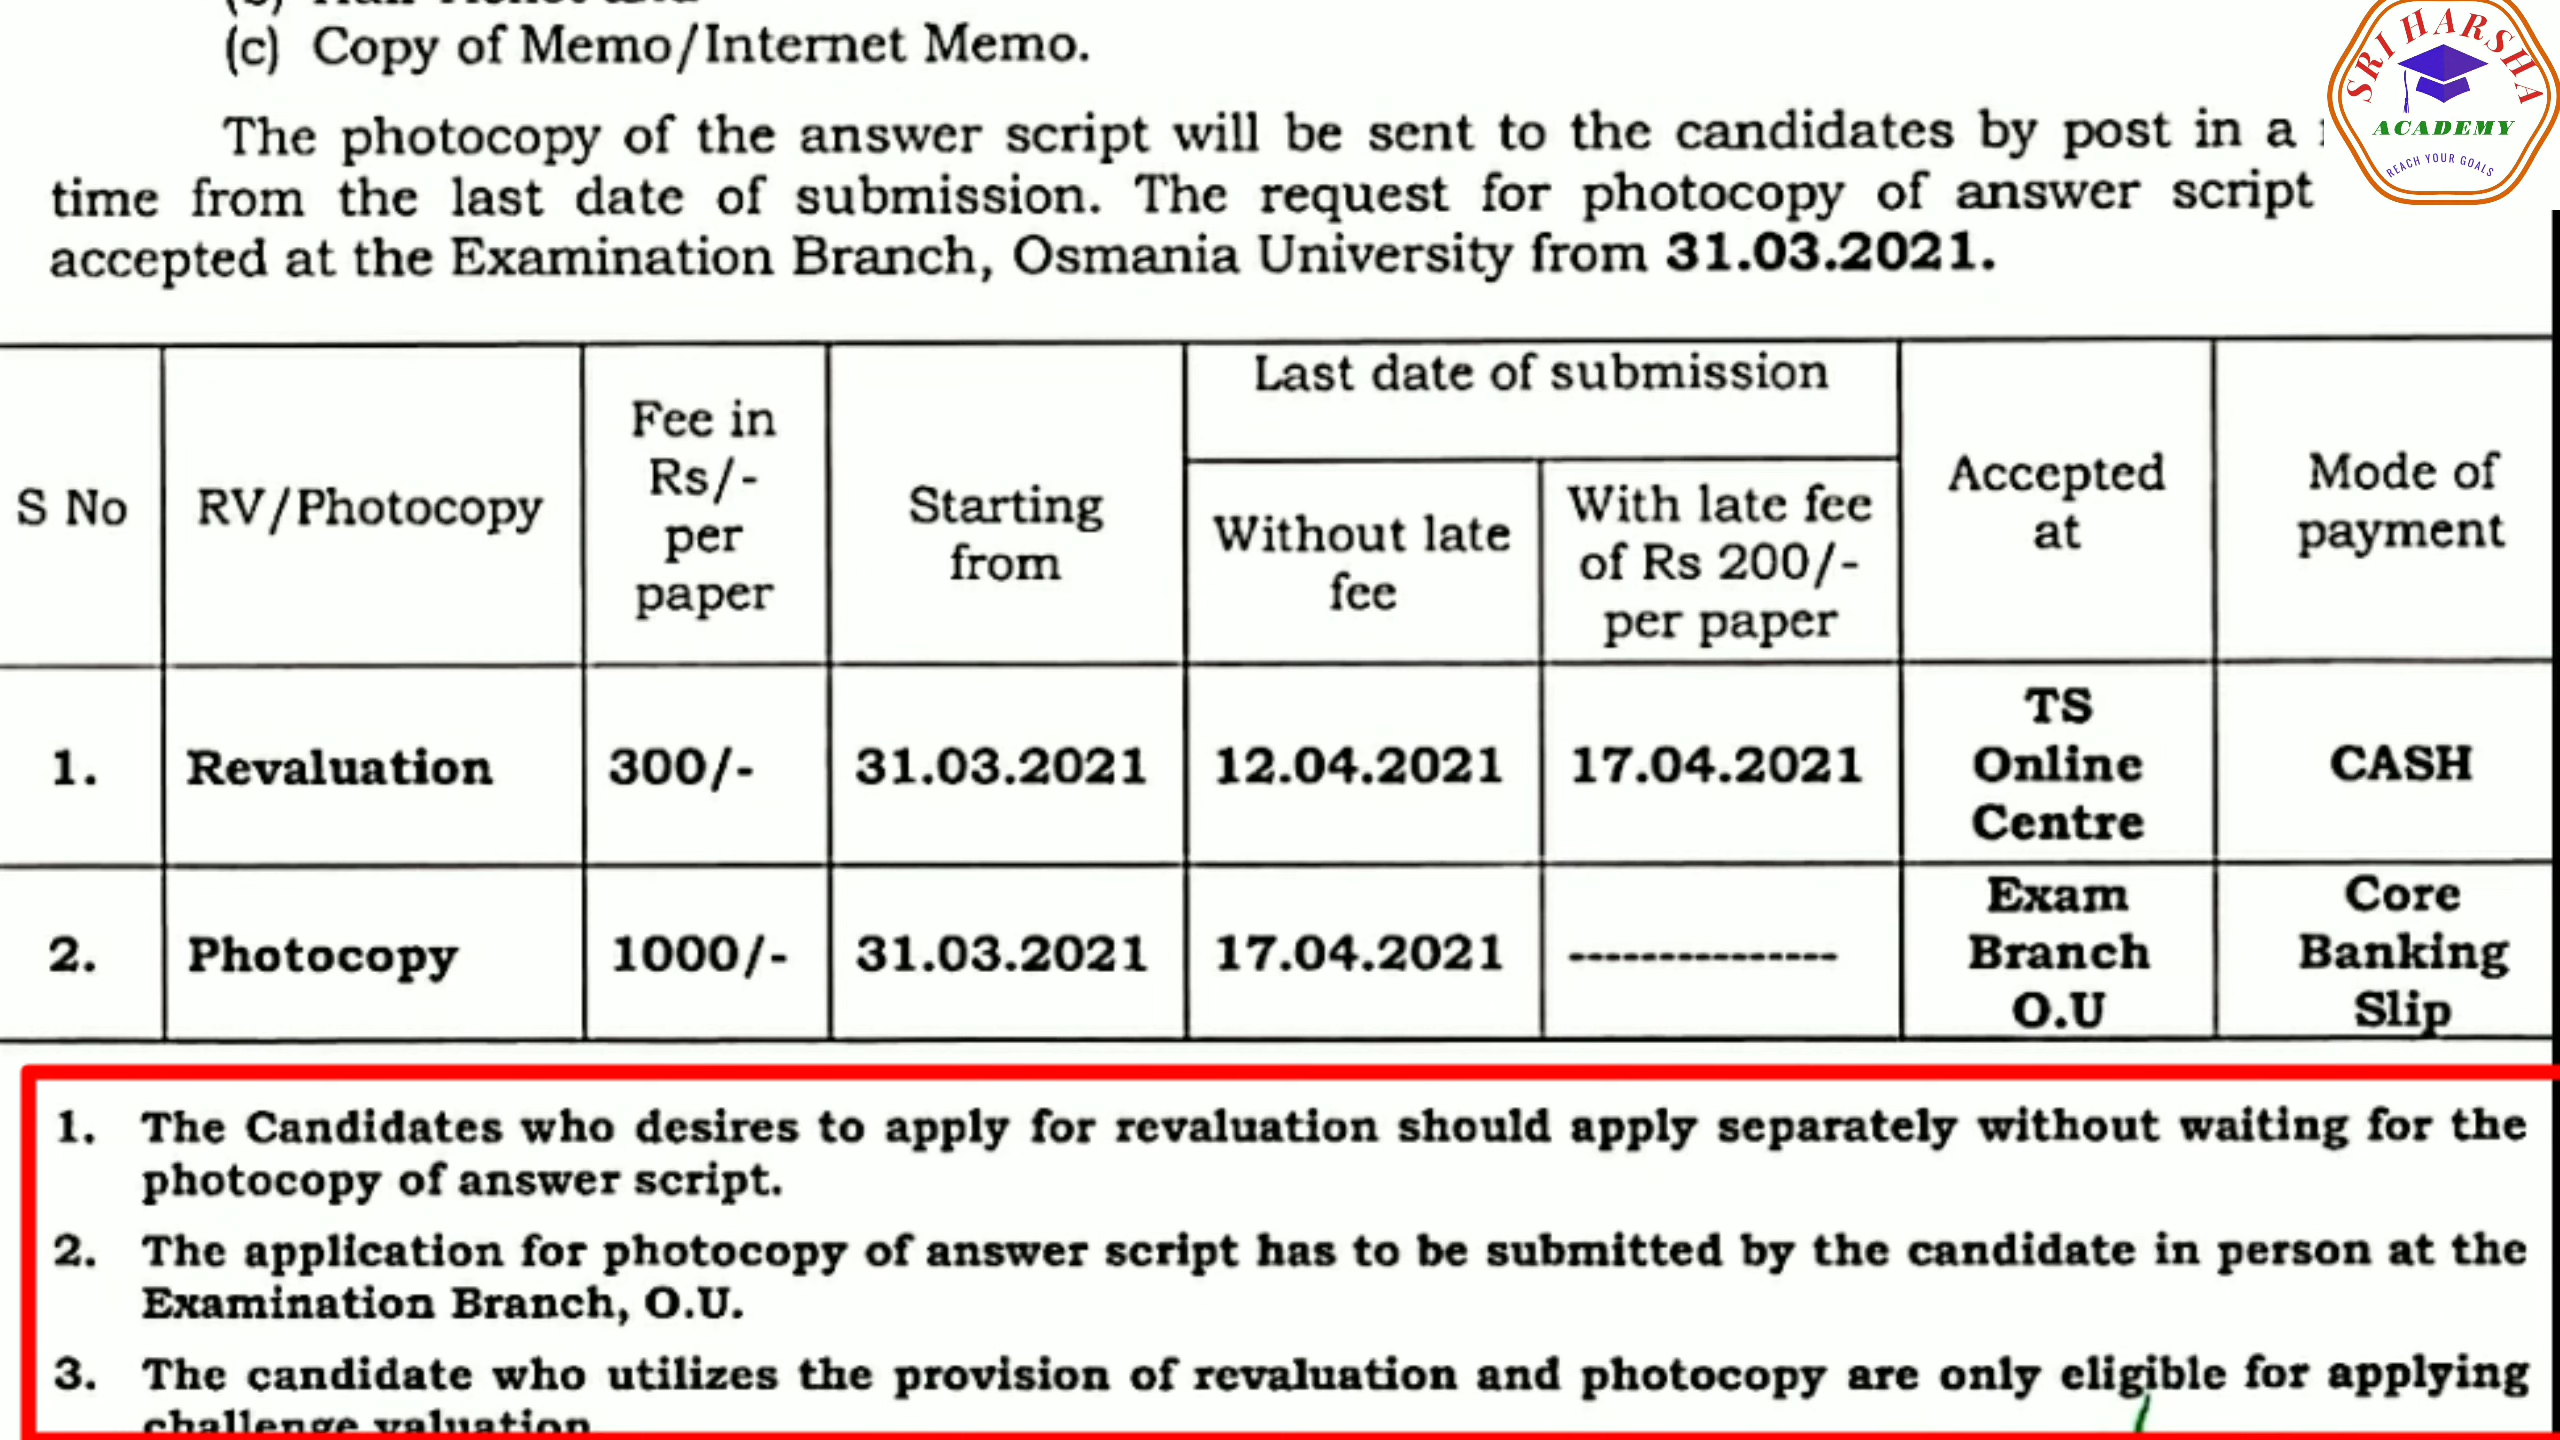 (c) Copy of Memo/Internet Memo.
The photocopy of the answer script will be sent to the candidates by post in a
time from the last date of submission. The request for photocopy of answer script
accepted at the Examination Branch, Osmania University from 31.03.2021.
SRI HARSHA
ACADEMY
REACH YOUR GOALS
S No
RV/Photocopy
Fee in
Rs/-
per
paper
Starting
from
Last date of submission
Without late
fee
With late fee
of Rs 200/-
per paper
Accepted
at
Mode of
payment
1.
Revaluation
300/-
31.03.2021
12.04.2021
17.04.2021
TS
Online
Centre
CASH
2.
Photocopy
1000/-
31.03.2021
17.04.2021
---------------
Exam
Branch
O.U
Core
Banking
Slip
1. The Candidates who desires to apply for revaluation should apply separately without waiting for the
photocopy of answer script.
2. The application for photocopy of answer script has to be submitted by the candidate in person at the
Examination Branch, O.U.
3. The candidate who utilizes the provision of revaluation and photocopy are only eligible for applying
challenge valuation